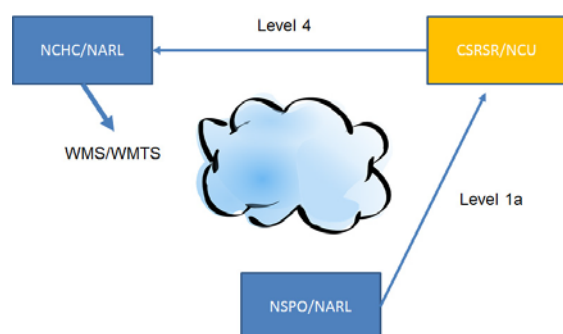 Level 4
NCHC/NARL
CSRSR/NCU
WMS/WMTS
Level 1a
NSPO/NARL